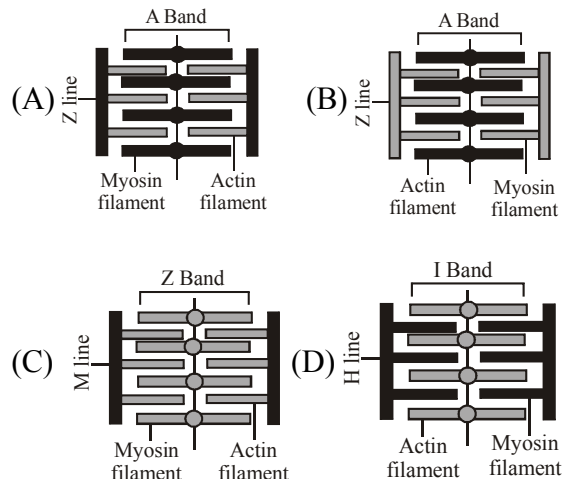 A Band
(A)
Z line
Myosin
filament
Actin
filament
A Band
(B)
Z line
Actin
filament
Myosin
filament
Z Band
(C)
M line
Myosin
filament
Actin
filament
I Band
(D)
H line
Actin
filament
Myosin
filament